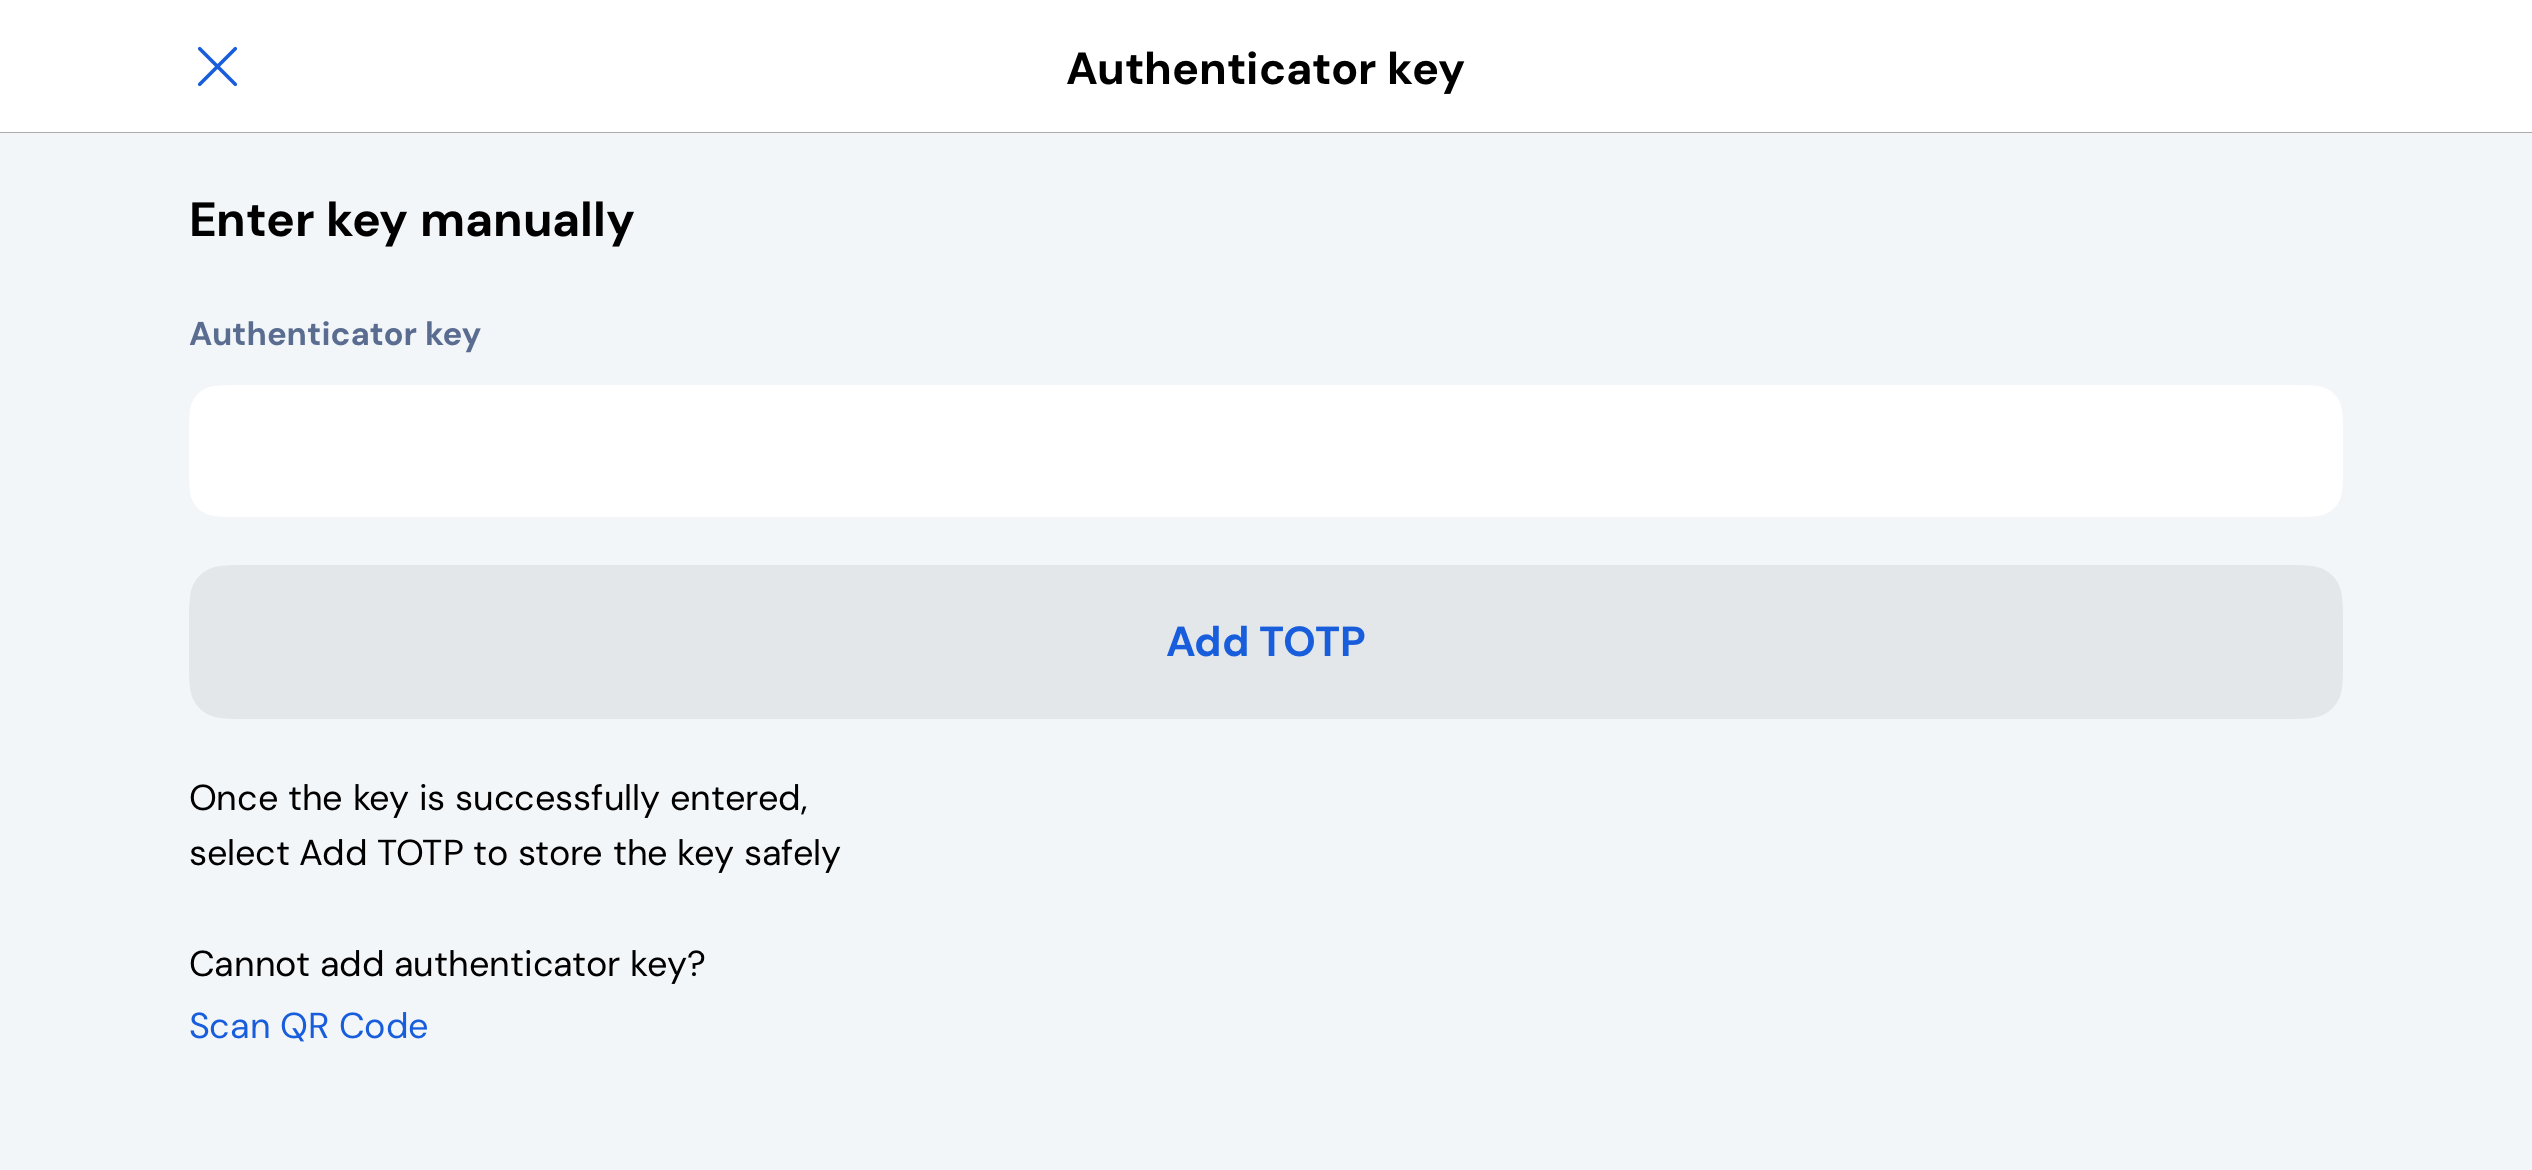 Authenticator key
Enter key manually
Authenticator key
Add TOTP
Once the key is successfully entered,
select Add TOTP to store the key safely
Cannot add authenticator key?
Scan QR Code